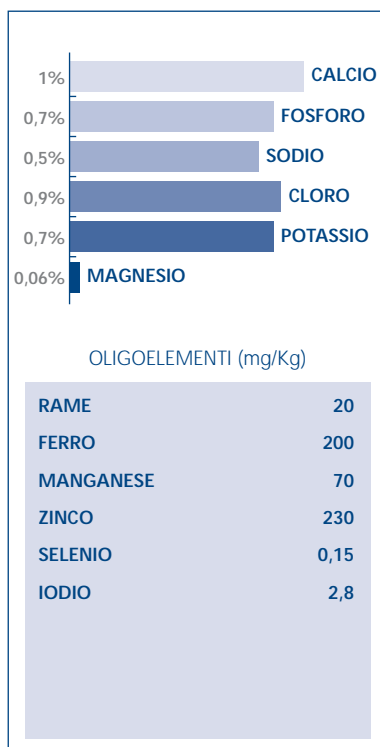 1% CALCIO
0,7% FOSFORO
0,5% SODIO
0,9% CLORO
0,7% POTASSIO
0,06% MAGNESIO
OLIGOELEMENTI (mg/Kg)
RAME 20
FERRO 200
MANGANESE 70
ZINCO 230
SELENIO 0,15
IODIO 2,8